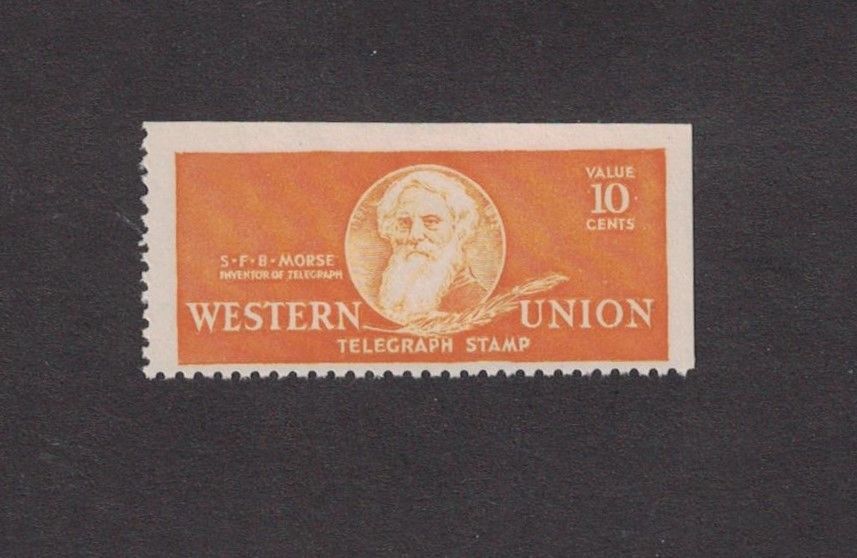 VALUE
10
CENTS
S·F·B·MORSE
INVENTOR OF TELEGRAPH
WESTERN UNION
TELEGRAPH STAMP